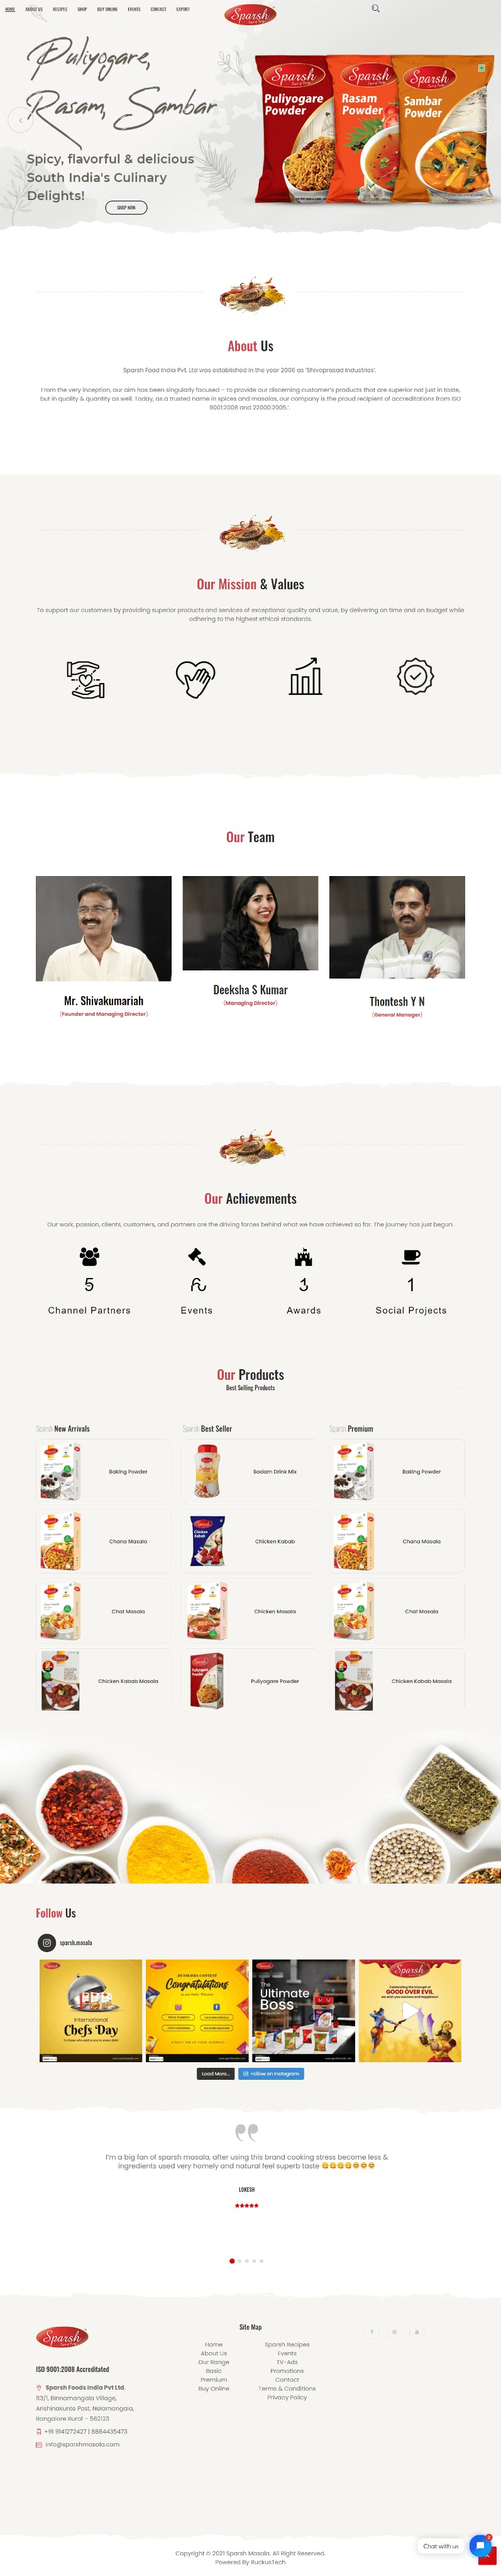 HOME ABOUT US RECIPES SHOP BUY ONLINE EVENTS CONTACT EXPORT
Sparsh
Puliyogare,
Rasam, Sambar
Spicy, flavorful & delicious
South India's Culinary
Delights!
SHOP NOW
Sparsh
Puliyogare
Powder
Sparsh
Rasam
Powder
Sparsh
Sambar
Powder
About Us
Sparsh Food India Pvt. Ltd was established in the year 2006 as 'Shivaprasad Industries'.
From the very inception, our aim has been singularly focused – to provide our discerning customer's products that are superior not just in taste,
but in quality & quantity as well. Today, as a trusted name in spices and masalas, our company is the proud recipient of accreditations from ISO
9001:2008 and 22000:2005.'.
Our Mission & Values
To support our customers by providing superior products and services of exceptional quality and value, by delivering on time and on budget while
adhering to the highest ethical standards.
Our Team
Mr. Shivakumariah
(Founder and Managing Director)
Deeksha S Kumar
(Managing Director)
Thontesh Y N
(General Manager)
Our Achievements
Our work, passion, clients, customers, and partners are the driving forces behind what we have achieved so far. The journey has just begun.
5
Channel Partners
Events
Awards
1
Social Projects
Our Products
Best Selling Products
Sparsh New Arrivals
Baking Powder
Chana Masala
Chat Masala
Chicken Kabab Masala
Sparsh Best Seller
Badam Drink Mix
Chicken Kabab
Chicken Masala
Puliyogare Powder
Sparsh Premium
Baking Powder
Chana Masala
Chat Masala
Chicken Kabab Masala
Follow Us
sparsh.masala
International
Chefs Day
Congratulations
The
Ultimate
Boss
Sparsh
Celebrating the triumph of
GOOD OVER EVIL
Load More...
Follow on Instagram
I'm a big fan of sparsh masala, after using this brand cooking stress become less &
ingredients used very homely and natural feel superb taste 😋😋😋😋😍😍😍
LOKESH
★★★★★
Sparsh
ISO 9001:2008 Accreditated
Sparsh Foods India Pvt Ltd.
113/1, Binnamangala Village,
Arishinakunte Post, Nelamangala,
Bangalore Rural – 562123
+91 9141272427 | 8884435473
info@sparshmasala.com
Site Map
Home
About Us
Our Range
Basic
Premium
Buy Online
Sparsh Recipes
Events
TV-Ads
Promotions
Contact
Terms & Conditions
Privacy Policy
Chat with us
Copyright © 2021 Sparsh Masala. All Right Reserved.
Powered By RuckusTech